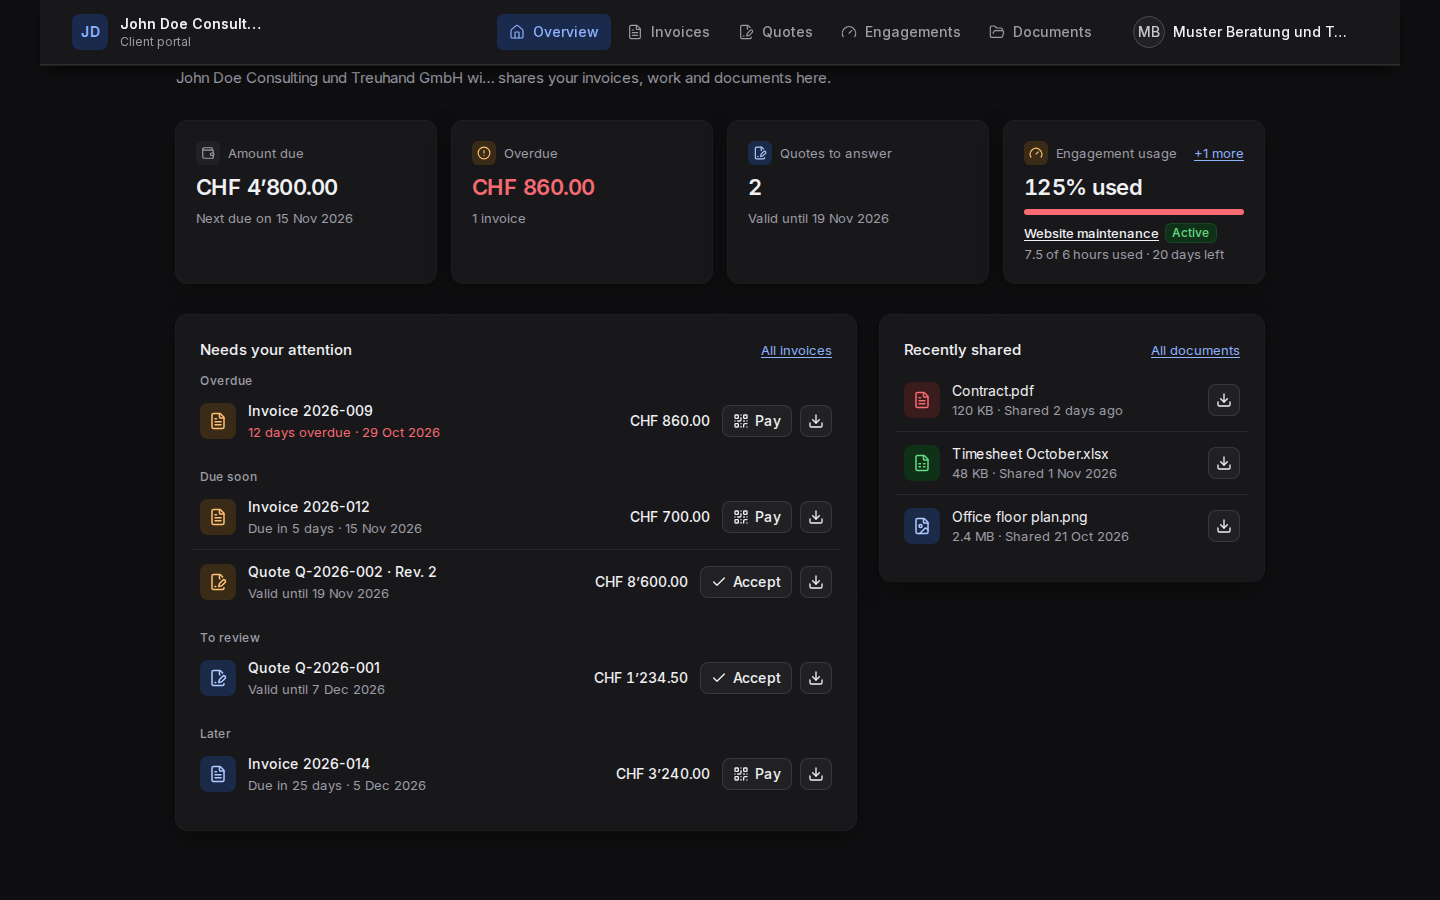 JD
John Doe Consult…
Client portal
Overview
Invoices
Quotes
Engagements
Documents
MB
Muster Beratung und T…
John Doe Consulting und Treuhand GmbH wi… shares your invoices, work and documents here.
Amount due
CHF 4’800.00
Next due on 15 Nov 2026
Overdue
CHF 860.00
1 invoice
Quotes to answer
2
Valid until 19 Nov 2026
Engagement usage
+1 more
125% used
Website maintenance
Active
7.5 of 6 hours used · 20 days left
Needs your attention
All invoices
Overdue
Invoice 2026-009
12 days overdue · 29 Oct 2026
CHF 860.00
Pay
Due soon
Invoice 2026-012
Due in 5 days · 15 Nov 2026
CHF 700.00
Pay
Quote Q-2026-002 · Rev. 2
Valid until 19 Nov 2026
CHF 8’600.00
Accept
To review
Quote Q-2026-001
Valid until 7 Dec 2026
CHF 1’234.50
Accept
Later
Invoice 2026-014
Due in 25 days · 5 Dec 2026
CHF 3’240.00
Pay
Recently shared
All documents
Contract.pdf
120 KB · Shared 2 days ago
Timesheet October.xlsx
48 KB · Shared 1 Nov 2026
Office floor plan.png
2.4 MB · Shared 21 Oct 2026